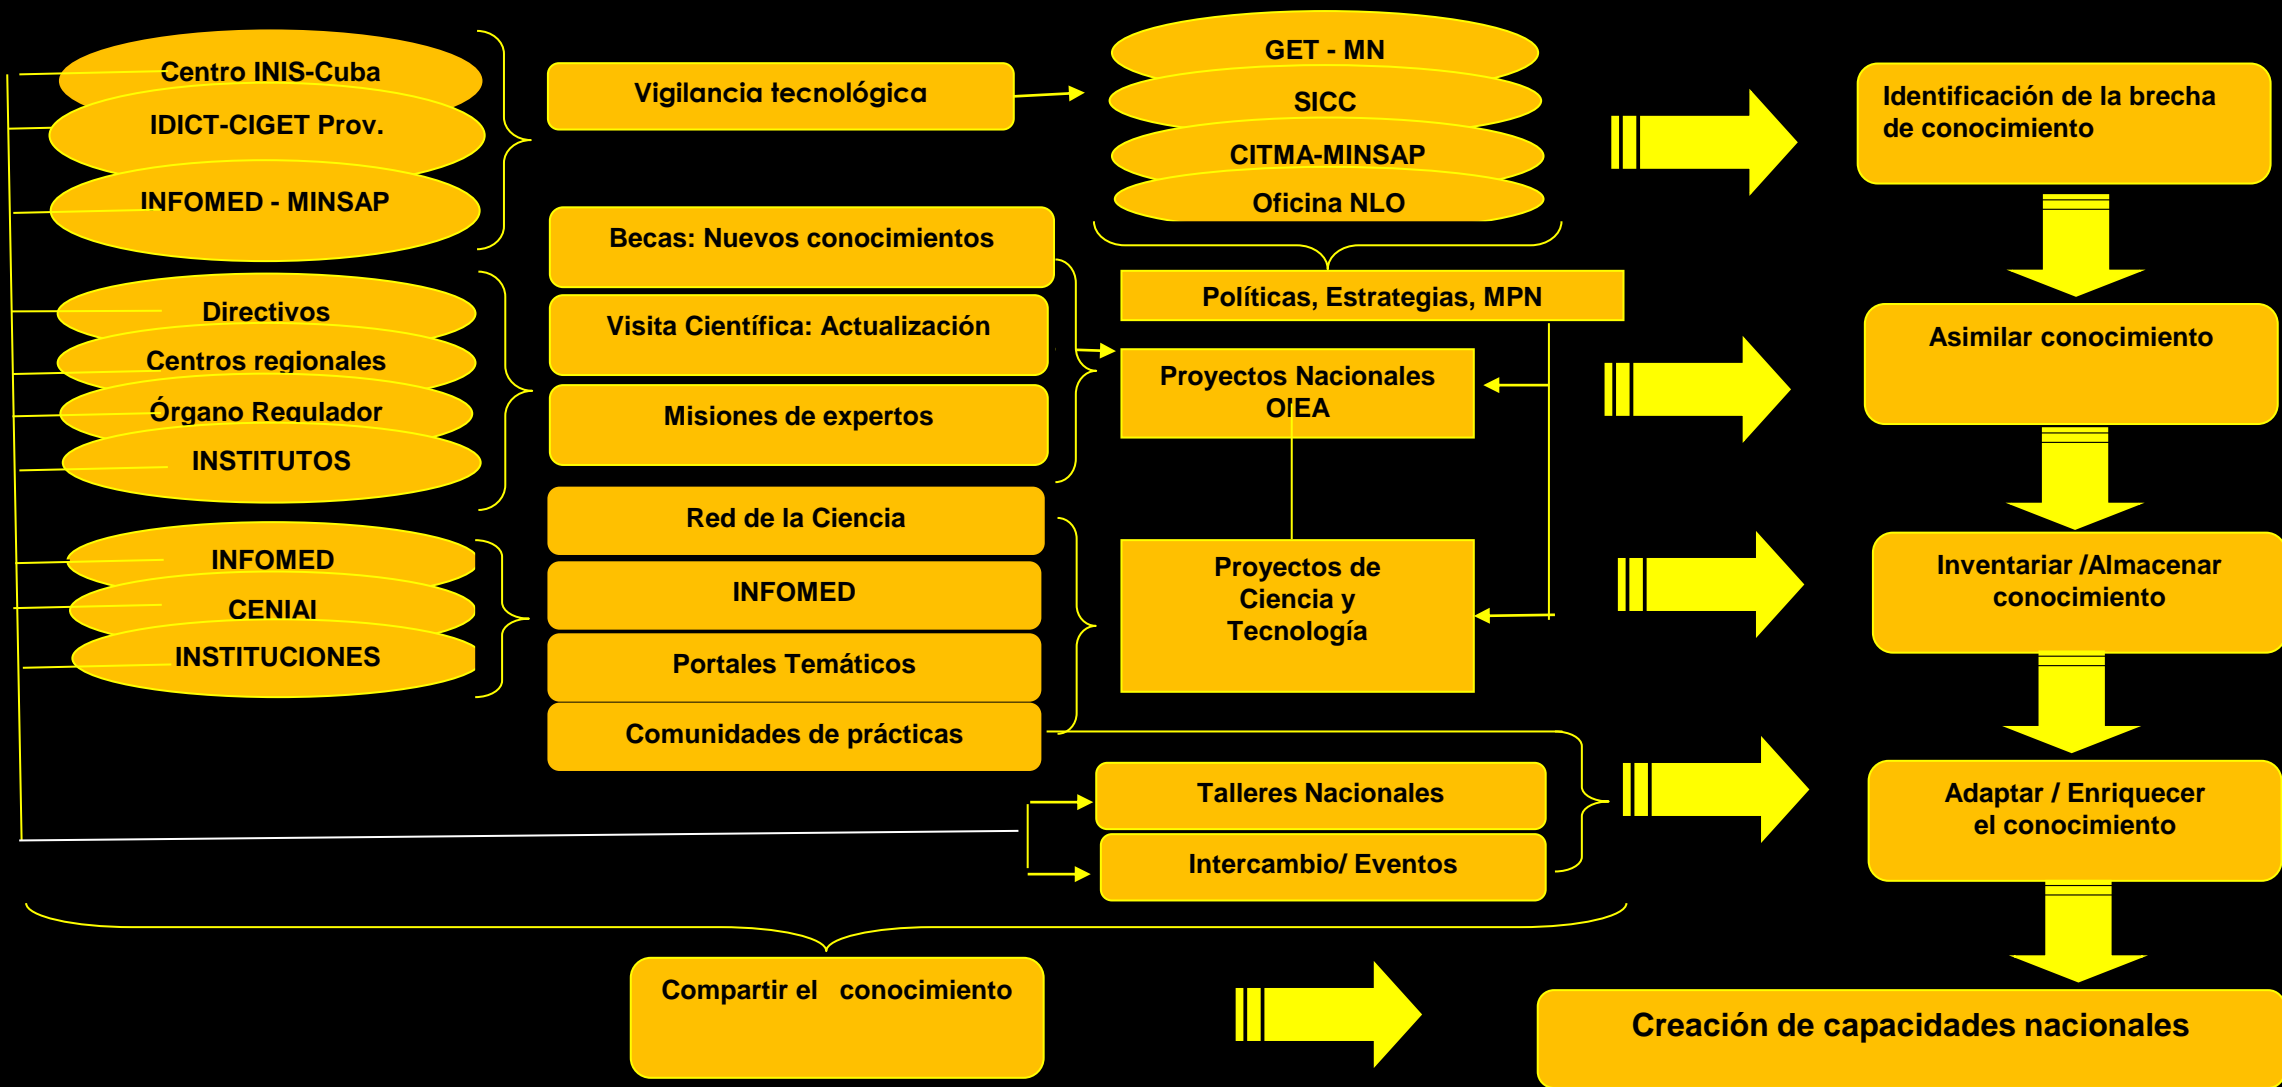 Centro INIS-Cuba
IDICT-CIGET Prov.
INFOMED - MINSAP
Directivos
Centros regionales
Órgano Regulador
INSTITUTOS
INFOMED
CENIAI
INSTITUCIONES
Vigilancia tecnológica
Becas: Nuevos conocimientos
Visita Científica: Actualización
Misiones de expertos
Red de la Ciencia
INFOMED
Portales Temáticos
Comunidades de prácticas
GET - MN
SICC
CITMA-MINSAP
Oficina NLO
Políticas, Estrategias, MPN
Proyectos Nacionales
OIEA
Proyectos de
Ciencia y
Tecnología
Talleres Nacionales
Intercambio/ Eventos
Identificación de la brecha
de conocimiento
Asimilar conocimiento
Inventariar /Almacenar
conocimiento
Adaptar / Enriquecer
el conocimiento
Compartir el conocimiento
Creación de capacidades nacionales